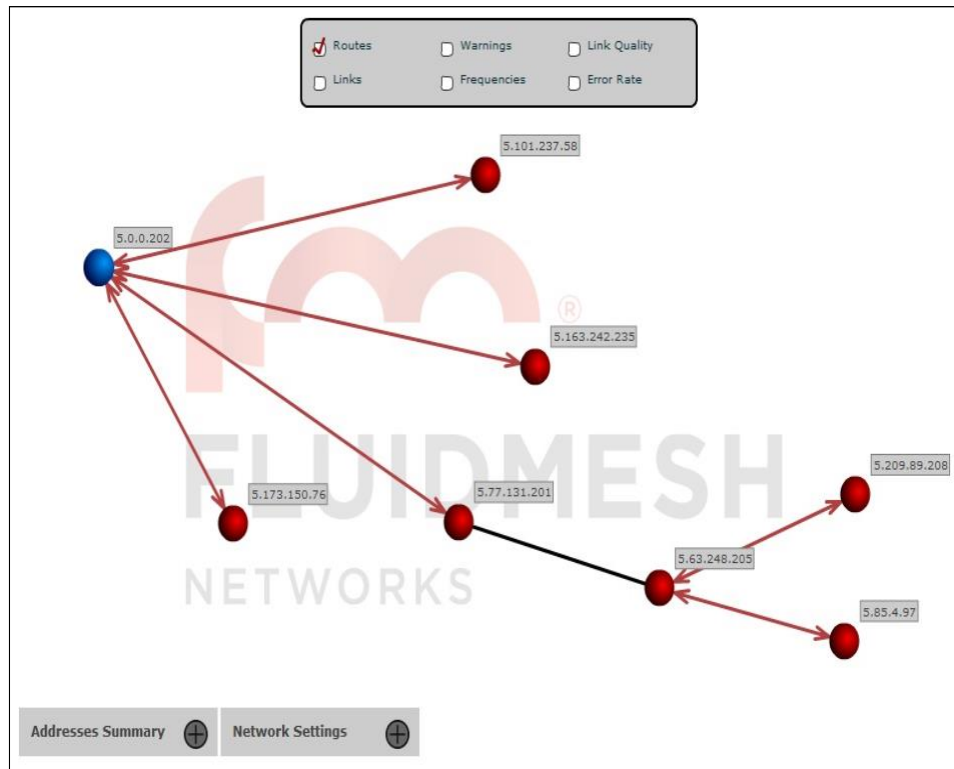 Routes Warnings Link Quality
Links Frequencies Error Rate
5.101.237.58
5.0.0.202
®
5.163.242.235
FLUIDMESH
5.209.89.208
5.173.150.76
5.77.131.201
5.63.248.205
NETWORKS
5.85.4.97
Addresses Summary Network Settings